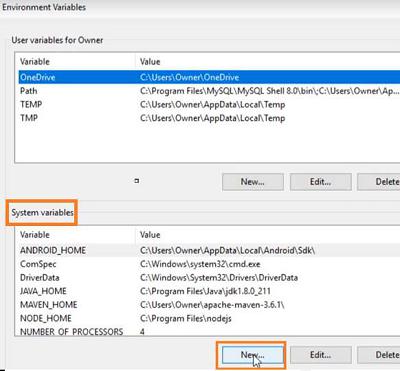 Environment Variables
User variables for Owner
Variable Value
OneDrive C:\Users\Owner\OneDrive
Path C:\Program Files\MySQL\MySQL Shell 8.0\bin\;C:\Users\Owner\Ap...
TEMP C:\Users\Owner\AppData\Local\Temp
TMP C:\Users\Owner\AppData\Local\Temp
New... Edit... Delete
System variables
Variable Value
ANDROID_HOME C:\Users\Owner\AppData\Local\Android\Sdk\
ComSpec C:\Windows\system32\cmd.exe
DriverData C:\Windows\System32\Drivers\DriverData
JAVA_HOME C:\Program Files\Java\jdk1.8.0_211
MAVEN_HOME C:\Users\Owner\apache-maven-3.6.1\
NODE_HOME C:\Program Files\nodejs
NUMBER_OF_PROCESSORS 4
New... Edit... Delete